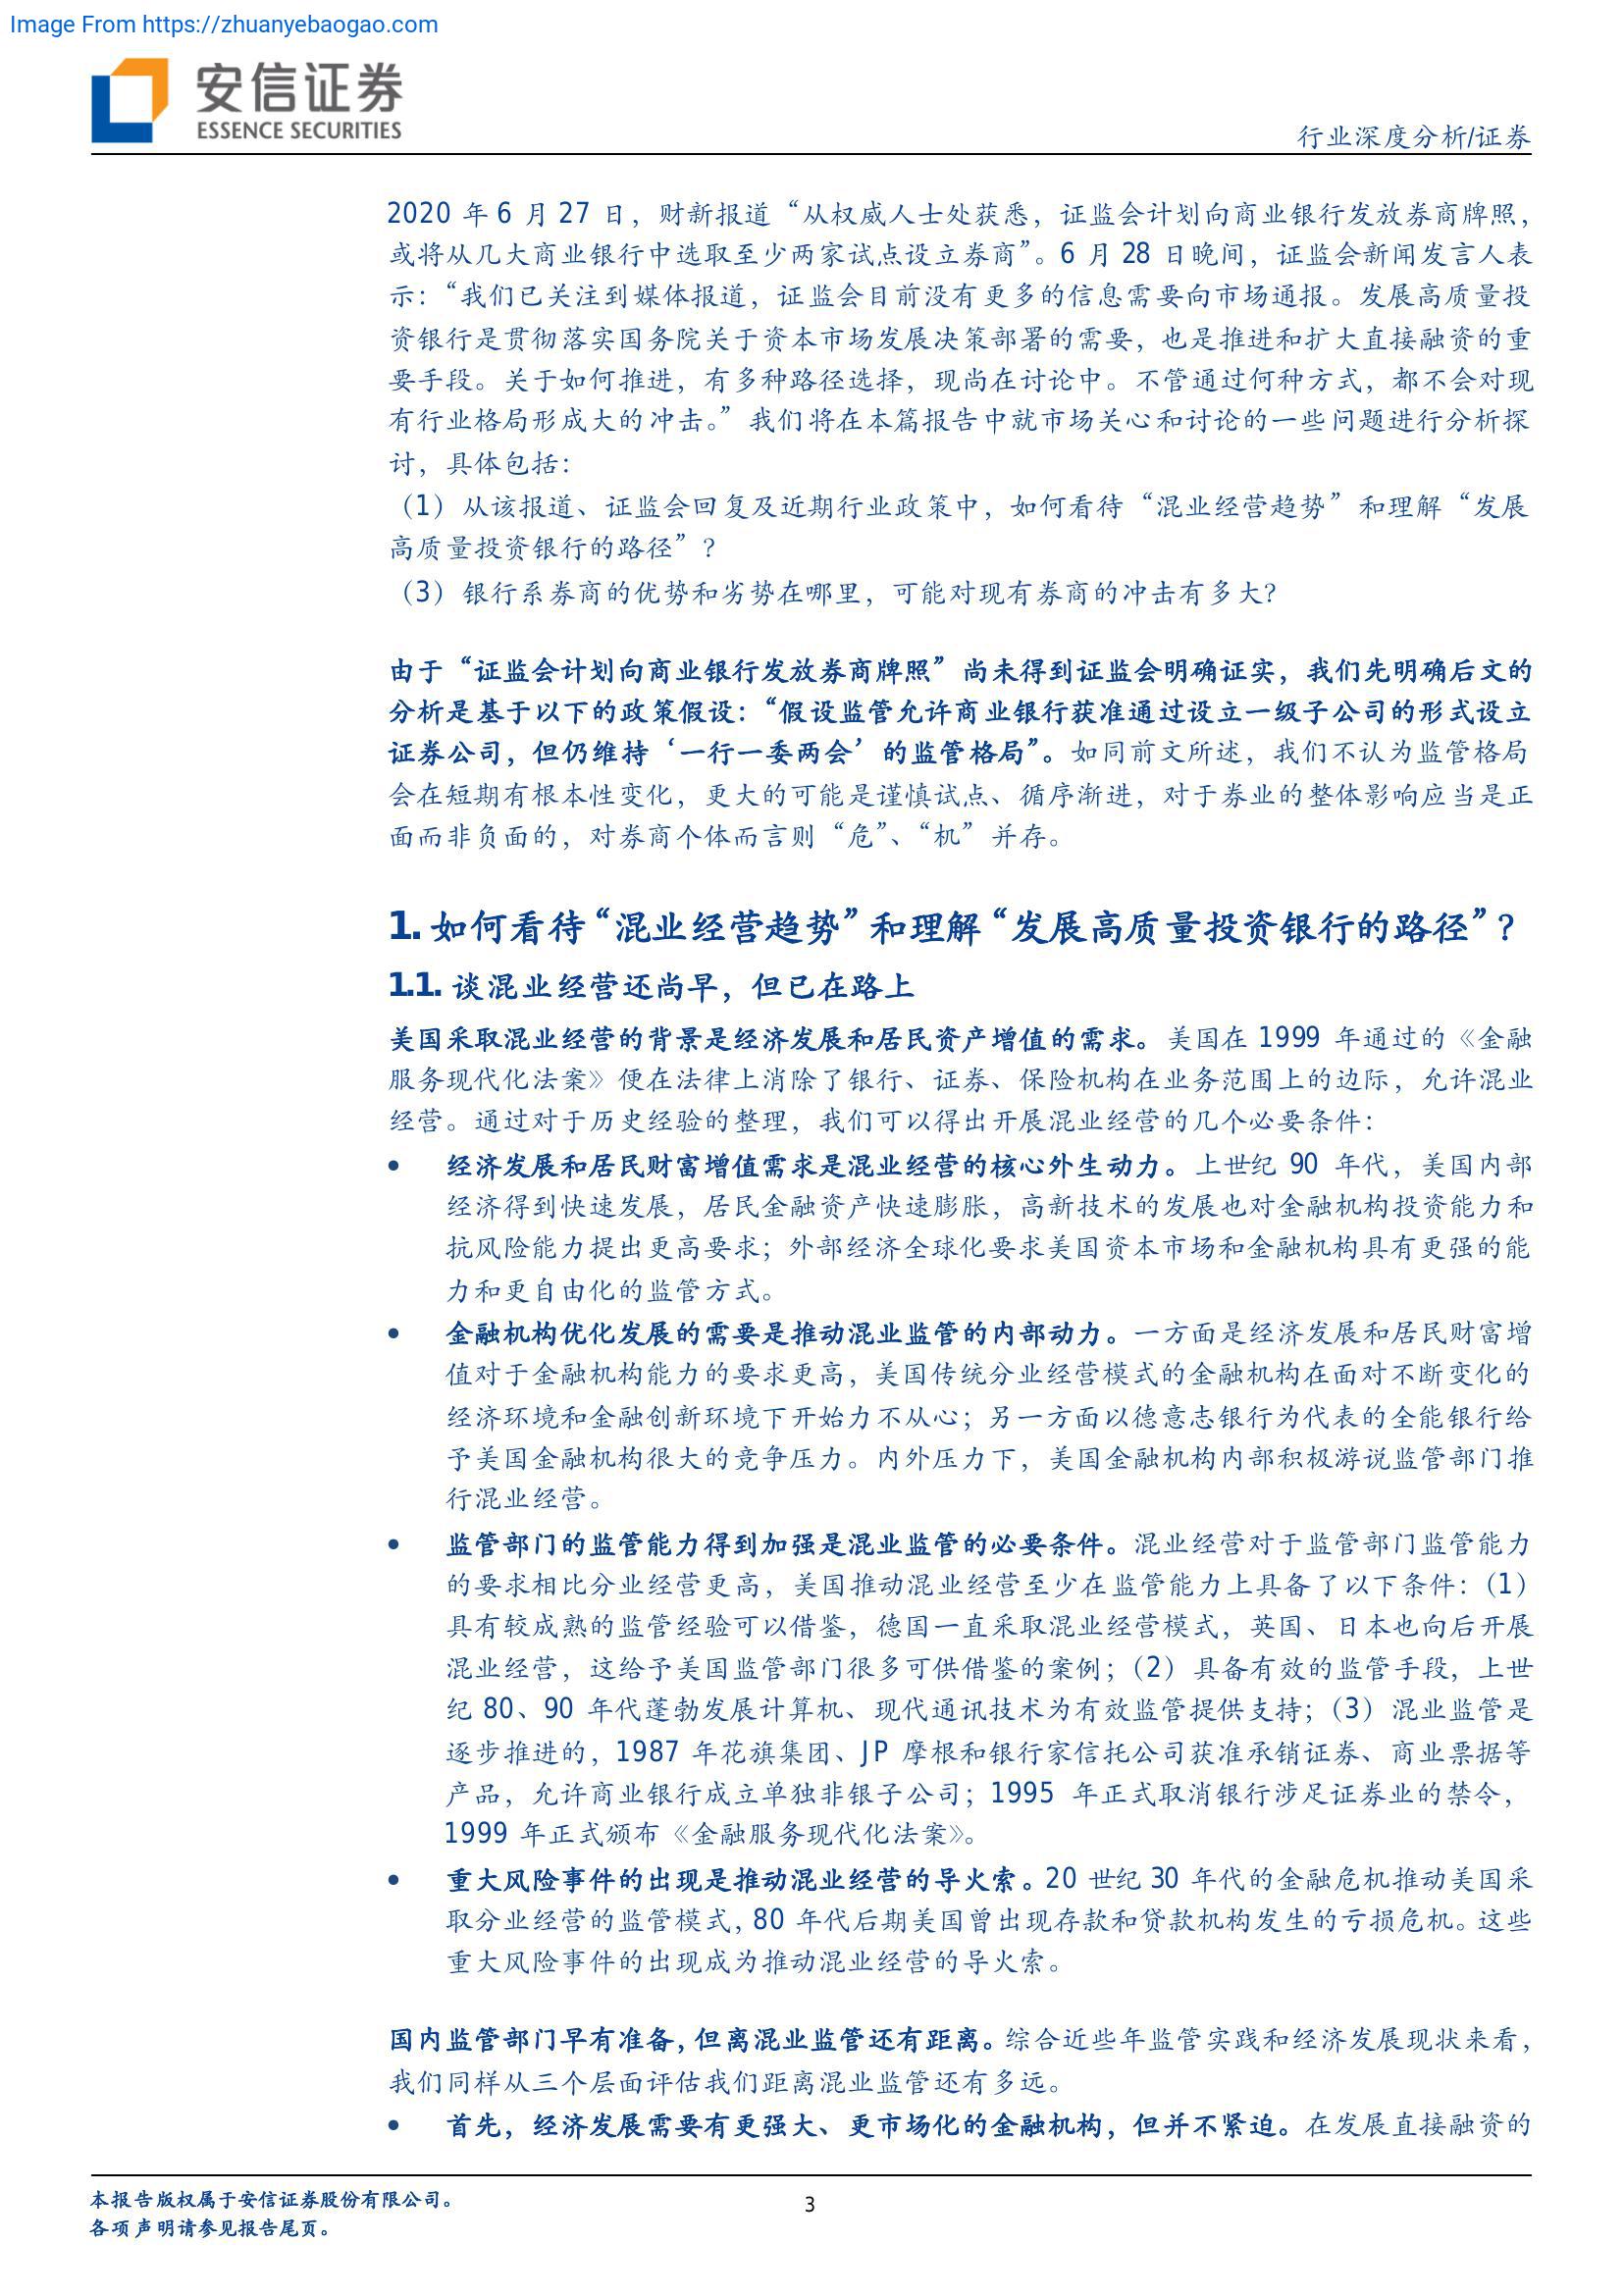 Image From https://zhuanyebaogao.com
安信证券
ESSENCE SECURITIES
行业深度分析/证券
2020 年 6 月 27 日，财新报道“从权威人士处获悉，证监会计划向商业银行发放券商牌照，
或将从几大商业银行中选取至少两家试点设立券商”。6 月 28 日晚间，证监会新闻发言人表
示：“我们已关注到媒体报道，证监会目前没有更多的信息需要向市场通报。发展高质量投
资银行是贯彻落实国务院关于资本市场发展决策部署的需要，也是推进和扩大直接融资的重
要手段。关于如何推进，有多种路径选择，现尚在讨论中。不管通过何种方式，都不会对现
有行业格局形成大的冲击。”我们将在本篇报告中就市场关心和讨论的一些问题进行分析探
讨，具体包括：
（1）从该报道、证监会回复及近期行业政策中，如何看待“混业经营趋势”和理解“发展
高质量投资银行的路径”？
（3）银行系券商的优势和劣势在哪里，可能对现有券商的冲击有多大？
由于“证监会计划向商业银行发放券商牌照”尚未得到证监会明确证实，我们先明确后文的
分析是基于以下的政策假设：“假设监管允许商业银行获准通过设立一级子公司的形式设立
证券公司，但仍维持‘一行一委两会’的监管格局”。如同前文所述，我们不认为监管格局
会在短期有根本性变化，更大的可能是谨慎试点、循序渐进，对于券业的整体影响应当是正
面而非负面的，对券商个体而言则“危”、“机”并存。
1. 如何看待“混业经营趋势”和理解“发展高质量投资银行的路径”？
1.1. 谈混业经营还尚早，但已在路上
美国采取混业经营的背景是经济发展和居民资产增值的需求。美国在 1999 年通过的《金融
服务现代化法案》便在法律上消除了银行、证券、保险机构在业务范围上的边际，允许混业
经营。通过对于历史经验的整理，我们可以得出开展混业经营的几个必要条件：
● 经济发展和居民财富增值需求是混业经营的核心外生动力。上世纪 90 年代，美国内部
经济得到快速发展，居民金融资产快速膨胀，高新技术的发展也对金融机构投资能力和
抗风险能力提出更高要求；外部经济全球化要求美国资本市场和金融机构具有更强的能
力和更自由化的监管方式。
● 金融机构优化发展的需要是推动混业监管的内部动力。一方面是经济发展和居民财富增
值对于金融机构能力的要求更高，美国传统分业经营模式的金融机构在面对不断变化的
经济环境和金融创新环境下开始力不从心；另一方面以德意志银行为代表的全能银行给
予美国金融机构很大的竞争压力。内外压力下，美国金融机构内部积极游说监管部门推
行混业经营。
● 监管部门的监管能力得到加强是混业监管的必要条件。混业经营对于监管部门监管能力
的要求相比分业经营更高，美国推动混业经营至少在监管能力上具备了以下条件：（1）
具有较成熟的监管经验可以借鉴，德国一直采取混业经营模式，英国、日本也向后开展
混业经营，这给予美国监管部门很多可供借鉴的案例；（2）具备有效的监管手段，上世
纪 80、90 年代蓬勃发展计算机、现代通讯技术为有效监管提供支持；（3）混业监管是
逐步推进的，1987 年花旗集团、JP 摩根和银行家信托公司获准承销证券、商业票据等
产品，允许商业银行成立单独非银子公司；1995 年正式取消银行涉足证券业的禁令，
1999 年正式颁布《金融服务现代化法案》。
● 重大风险事件的出现是推动混业经营的导火索。20 世纪 30 年代的金融危机推动美国采
取分业经营的监管模式，80 年代后期美国曾出现存款和贷款机构发生的亏损危机。这些
重大风险事件的出现成为推动混业经营的导火索。
国内监管部门早有准备，但离混业监管还有距离。综合近些年监管实践和经济发展现状来看，
我们同样从三个层面评估我们距离混业监管还有多远。
● 首先，经济发展需要有更强大、更市场化的金融机构，但并不紧迫。在发展直接融资的
本报告版权属于安信证券股份有限公司。
3
各项声明请参见报告尾页。